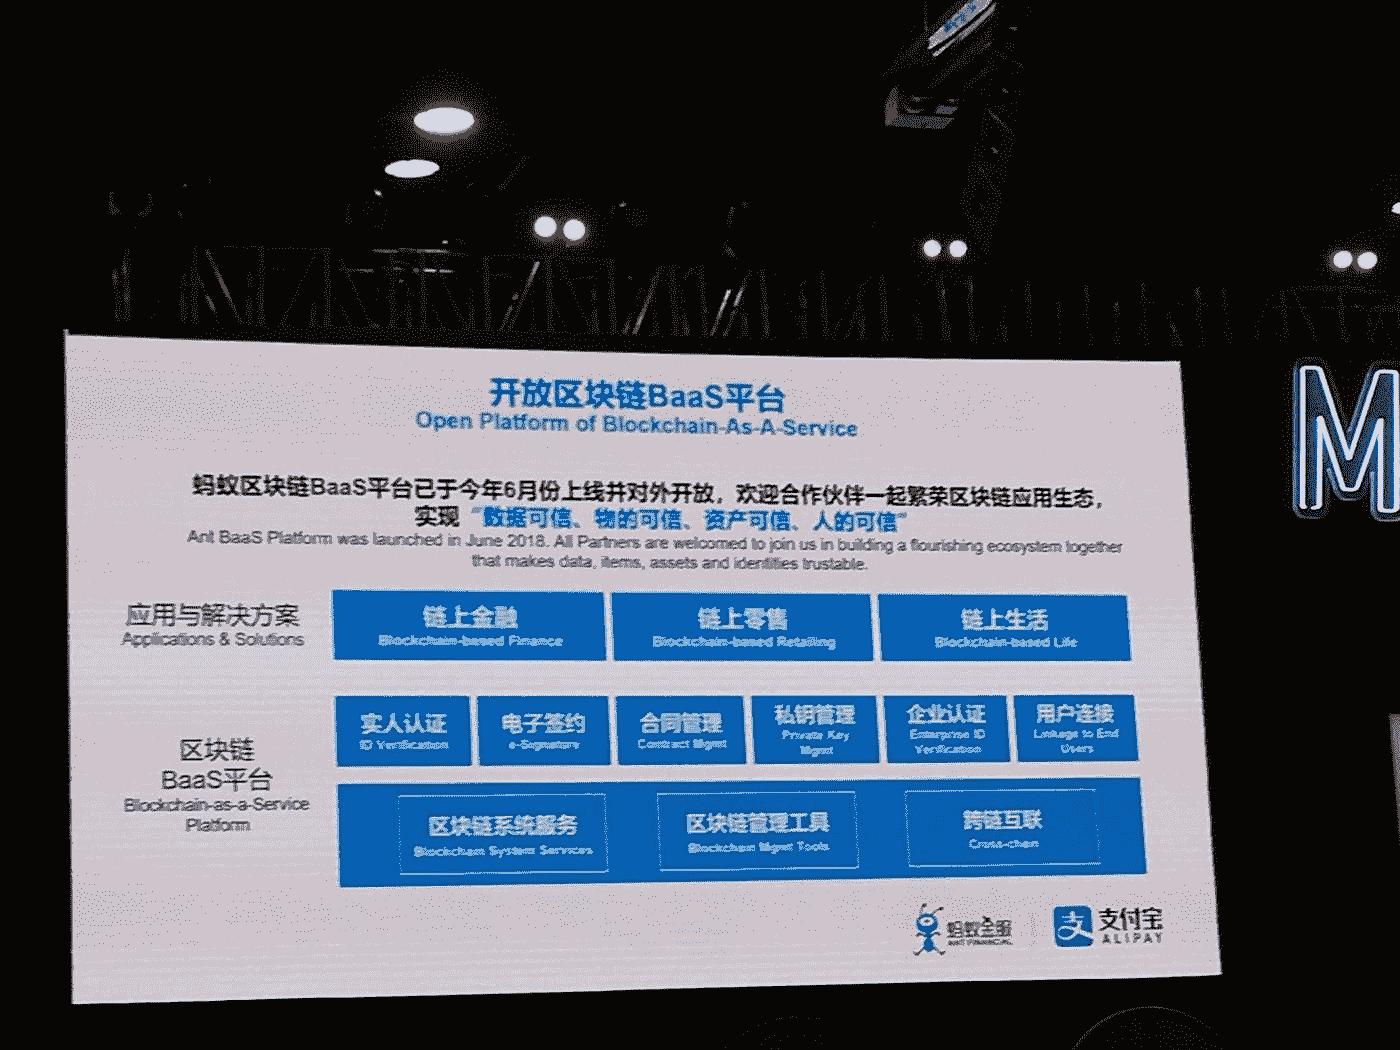 开放区块链BaaS平台
Open Platform of Blockchain-As-A-Service
蚂蚁区块链BaaS平台已于今年6月份上线并对外开放，欢迎合作伙伴一起繁荣区块链应用生态，
实现“数据可信、物的可信、资产可信、人的可信”
Ant BaaS Platform was launched in June 2018. All Partners are welcomed to join us in building a flourishing ecosystem together
that makes data, items, assets and identities trustable.
应用与解决方案
Applications & Solutions
链上金融
Blockchain-based Finance
链上零售
Blockchain-based Retailing
链上生活
Blockchain-based Life
区块链
BaaS平台
Blockchain-as-a-Service
Platform
实人认证
ID Verification
电子签约
e-Signature
合同管理
Contract Mgmt
私钥管理
Private Key
Mgmt
企业认证
Enterprise ID
Verification
用户连接
Linkage to End
Users
区块链系统服务
Blockchain System Services
区块链管理工具
Blockchain Mgmt Tools
跨链互联
Cross-chain
蚂蚁金服
ANT FINANCIAL
支
支付宝
ALIPAY
M